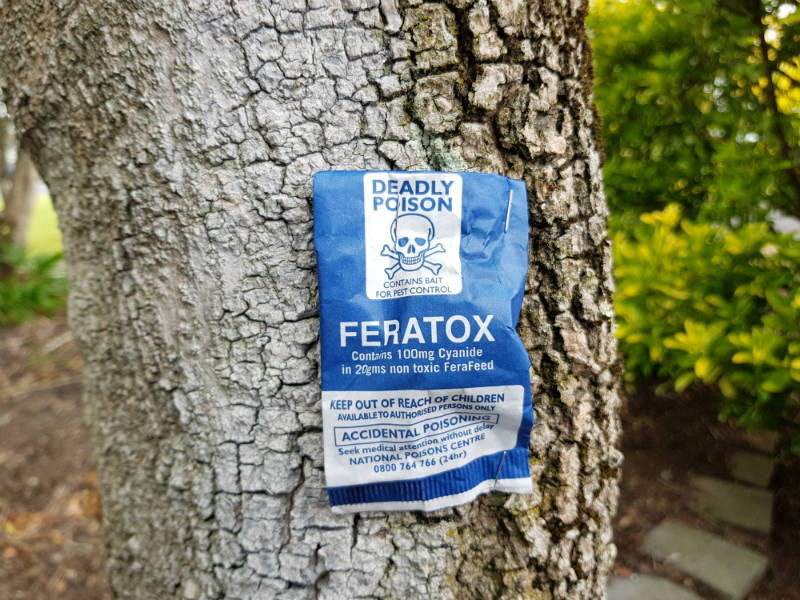 DEADLY
POISON
CONTAINS BAIT
FOR PEST CONTROL
FERATOX
Contains 100mg Cyanide
in 20gms non toxic FeraFeed
KEEP OUT OF REACH OF CHILDREN
AVAILABLE TO AUTHORISED PERSONS ONLY
ACCIDENTAL POISONING
Seek medical attention without delay
NATIONAL POISONS CENTRE
0800 764 766 (24hr)